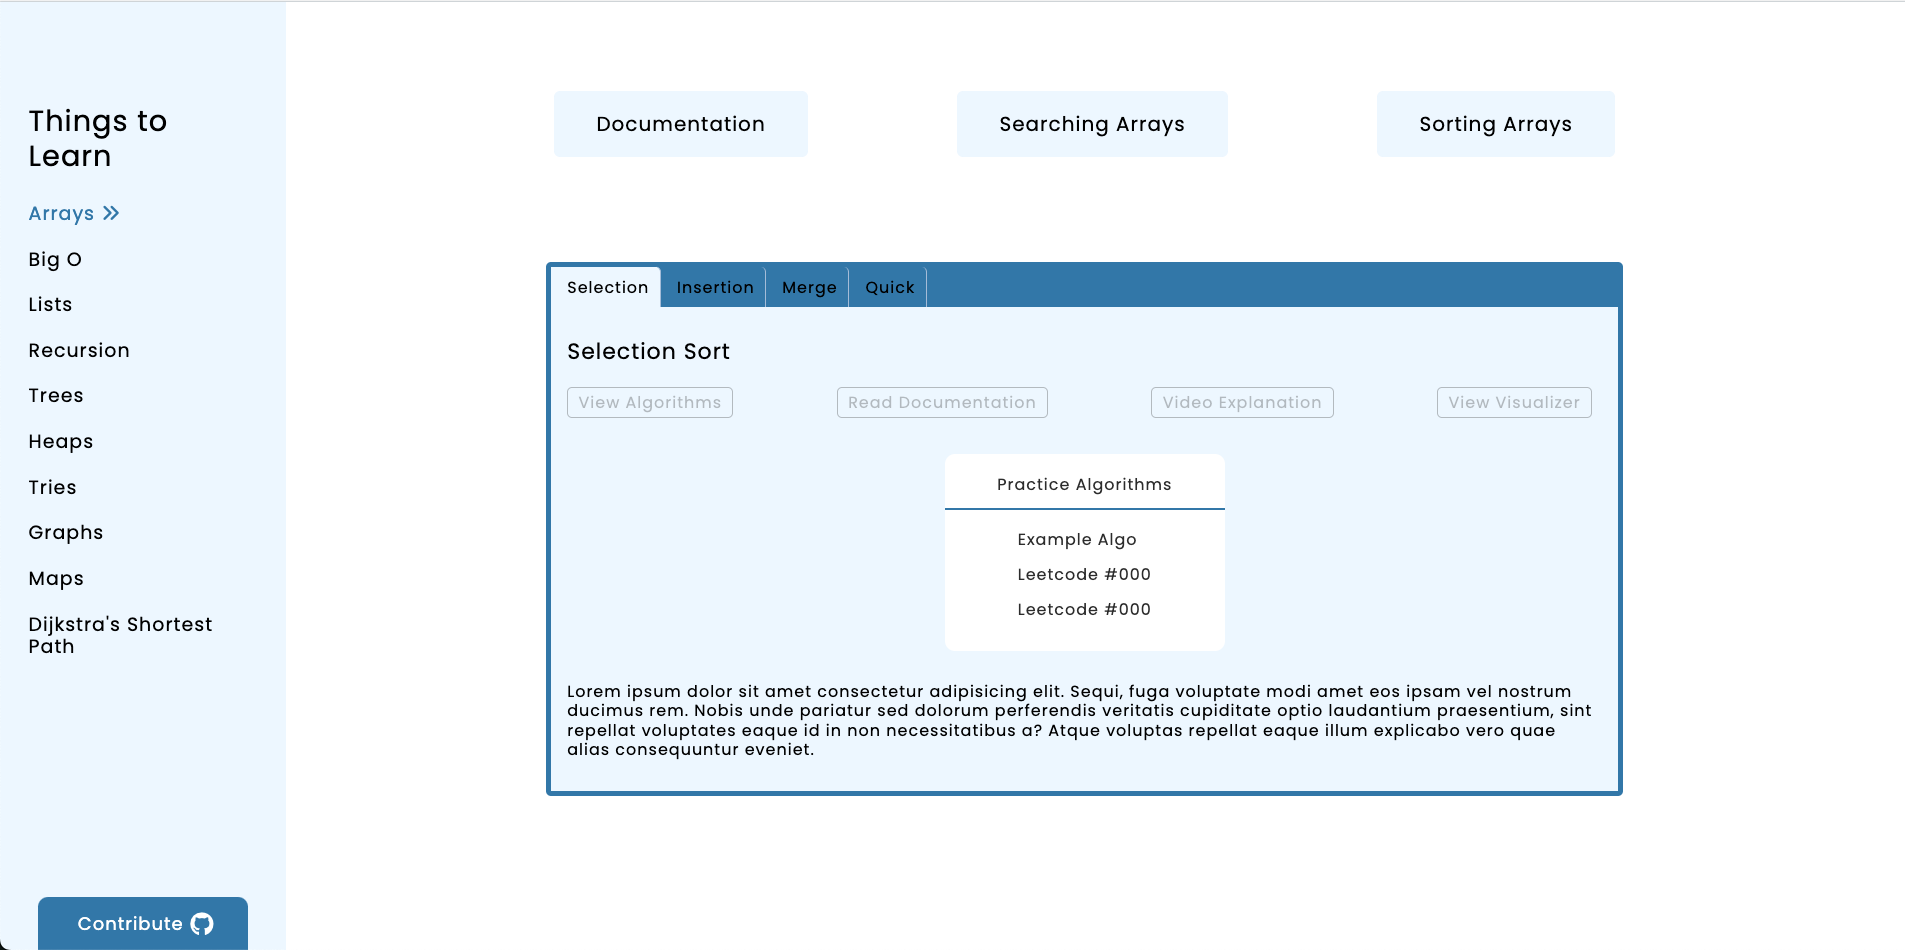 Things to
Learn
Arrays
Big O
Lists
Recursion
Trees
Heaps
Tries
Graphs
Maps
Dijkstra's Shortest
Path
Contribute
Documentation
Searching Arrays
Sorting Arrays
Selection
Insertion
Merge
Quick
Selection Sort
View Algorithms
Read Documentation
Video Explanation
View Visualizer
Practice Algorithms
Example Algo
Leetcode #000
Leetcode #000
Lorem ipsum dolor sit amet consectetur adipisicing elit. Sequi, fuga voluptate modi amet eos ipsam vel nostrum
ducimus rem. Nobis unde pariatur sed dolorum perferendis veritatis cupiditate optio laudantium praesentium, sint
repellat voluptates eaque id in non necessitatibus a? Atque voluptas repellat eaque illum explicabo vero quae
alias consequuntur eveniet.